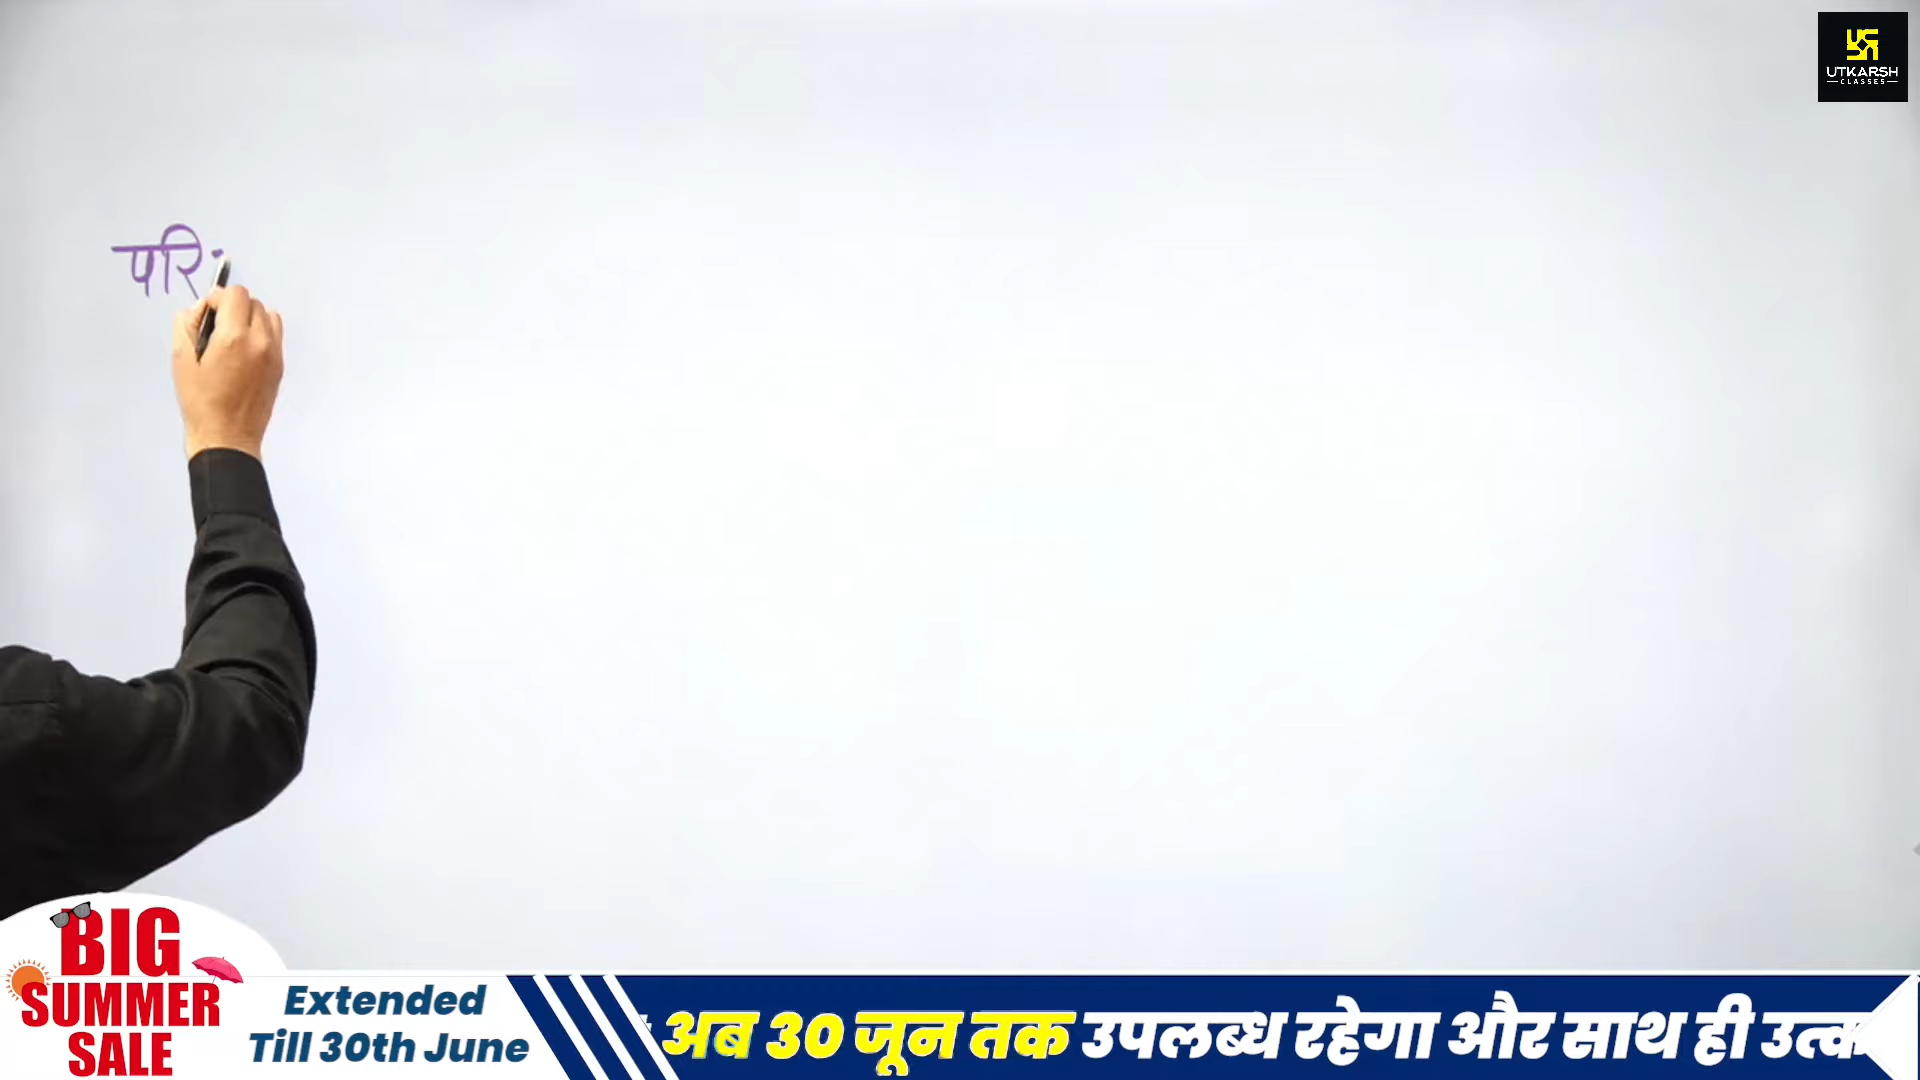 UTKARSH
CLASSES
परि
BIG
SUMMER
SALE
Extended
Till 30th June
अब 30 जून तक उपलब्ध रहेगा और साथ ही